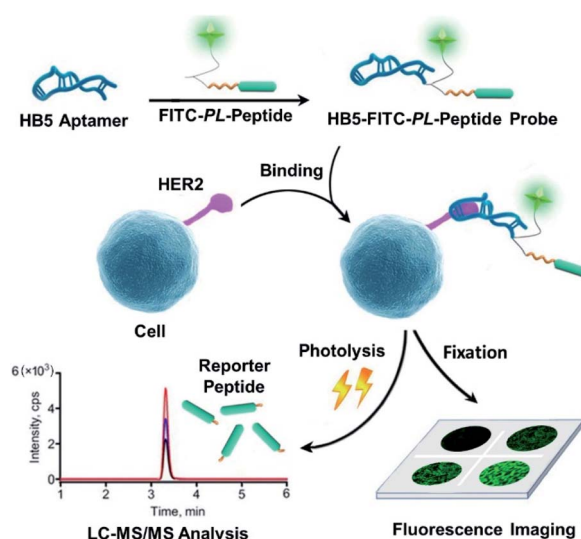 HB5 Aptamer
FITC-PL-Peptide
HB5-FITC-PL-Peptide Probe
HER2
Binding
Cell
Photolysis
Fixation
Reporter
Peptide
6 (×10³)
4
2
0
Intensity, cps
1 2 3 4 5 6
Time, min
LC-MS/MS Analysis
Fluorescence Imaging